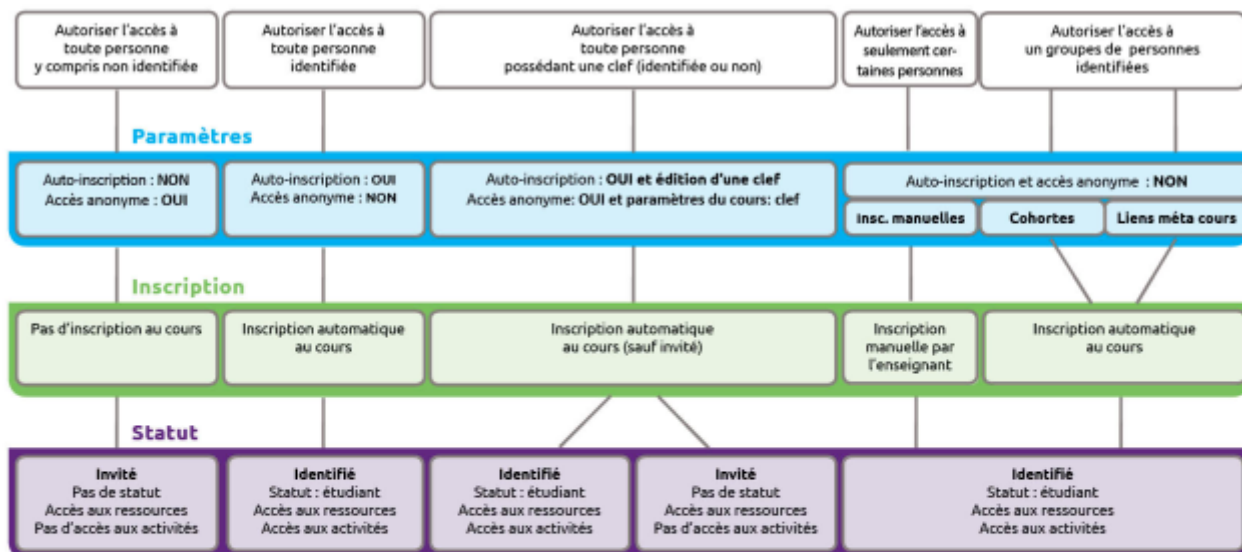 Autoriser l'accès à
toute personne
y compris non identifiée
Autoriser l'accès à
toute personne
identifiée
Autoriser l'accès à
toute personne
possédant une clef (identifiée ou non)
Autoriser l'accès à
seulement cer-
taines personnes
Autoriser l'accès à
un groupes de personnes
identifiées
Paramètres
Auto-inscription : NON
Accès anonyme : OUI
Auto-inscription : OUI
Accès anonyme : NON
Auto-inscription : OUI et édition d'une clef
Accès anonyme: OUI et paramètres du cours: clef
Auto-inscription et accès anonyme : NON
Insc. manuelles
Cohortes
Liens méta cours
Inscription
Pas d'inscription au cours
Inscription automatique
au cours
Inscription automatique
au cours (sauf invité)
Inscription
manuelle par
l'enseignant
Inscription automatique
au cours
Statut
Invité
Pas de statut
Accès aux ressources
Pas d'accès aux activités
Identifié
Statut : étudiant
Accès aux ressources
Accès aux activités
Identifié
Statut : étudiant
Accès aux ressources
Accès aux activités
Invité
Pas de statut
Accès aux ressources
Pas d'accès aux activités
Identifié
Statut : étudiant
Accès aux ressources
Accès aux activités